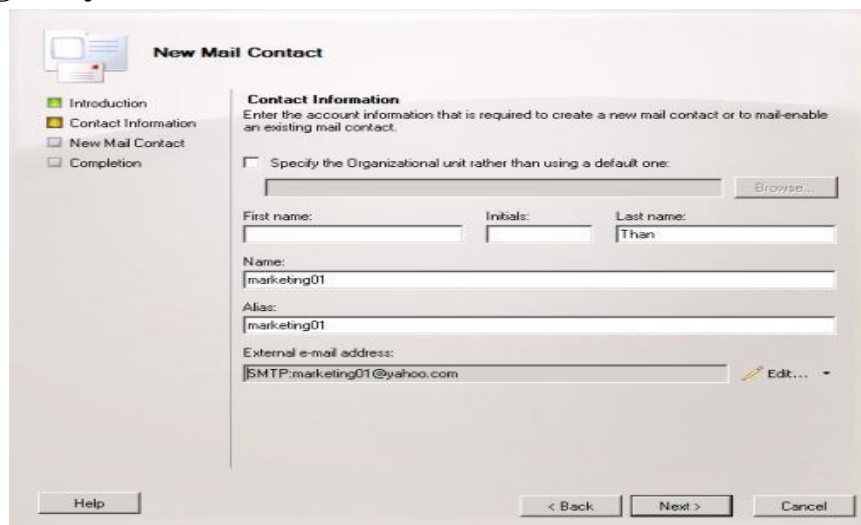 New Mail Contact
Introduction
Contact Information
New Mail Contact
Completion
Contact Information
Enter the account information that is required to create a new mail contact or to mail-enable
an existing mail contact.
Specify the Organizational unit rather than using a default one:
Browse...
First name: Initials: Last name:
Than
Name:
marketing01
Alias:
marketing01
External e-mail address:
SMTP:marketing01@yahoo.com Edit...
Help < Back Next > Cancel